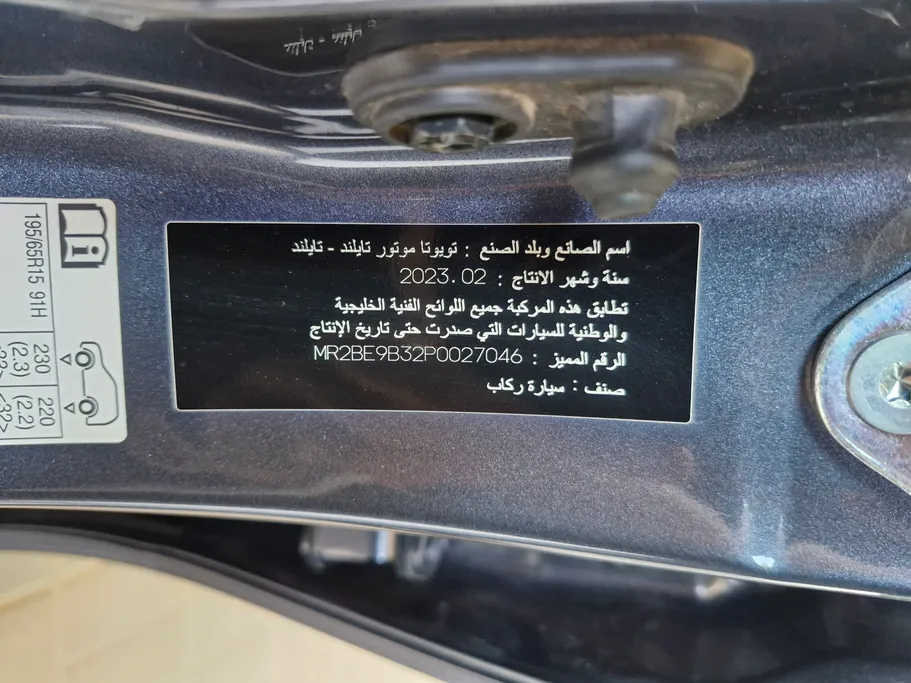 اسم الصانع وبلد الصنع : تويوتا موتور تايلند - تايلند
سنة وشهر الانتاج : 2023.02
تطابق هذه المركبة جميع اللوائح الفنية الخليجية
والوطنية للسيارات التي صدرت حتى تاريخ الإنتاج
الرقم المميز : MR2BE9B32P0027046
صنف : سيارة ركاب
195/65R15 91H
230
(2.3)
220
(2.2)
<32>